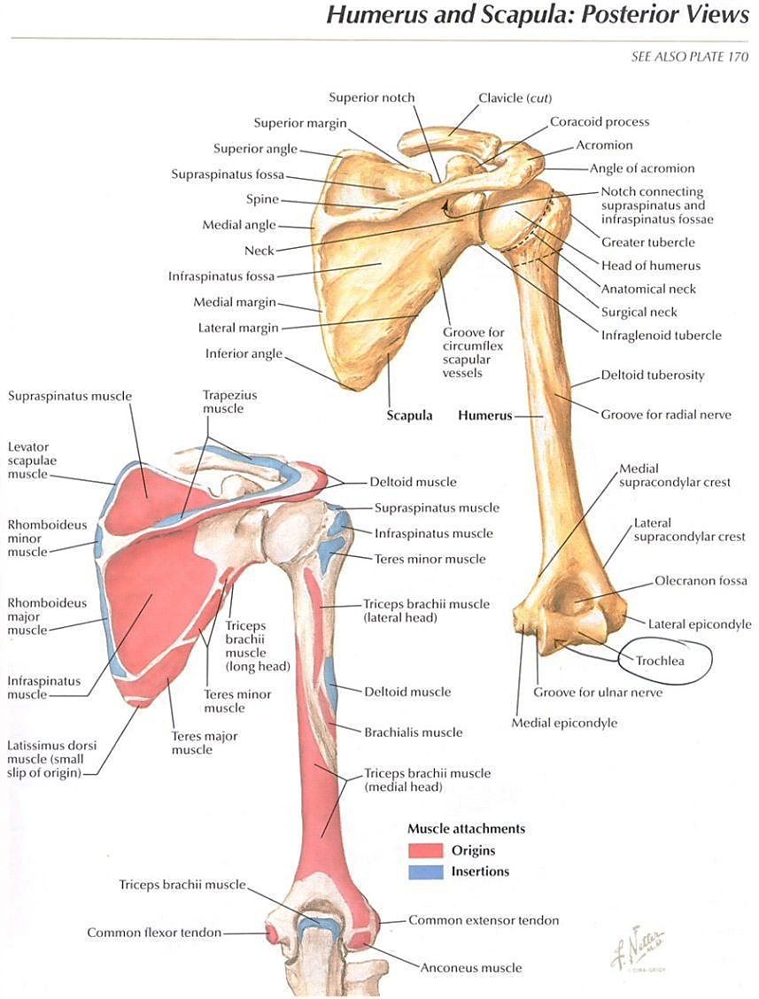 Humerus and Scapula: Posterior Views
SEE ALSO PLATE 170
Superior notch
Clavicle (cut)
Superior margin
Coracoid process
Superior angle
Acromion
Supraspinatus fossa
Angle of acromion
Spine
Notch connecting
supraspinatus and
infraspinatus fossae
Medial angle
Neck
Greater tubercle
Infraspinatus fossa
Head of humerus
Anatomical neck
Medial margin
Surgical neck
Lateral margin
Groove for
circumflex
scapular
vessels
Infraglenoid tubercle
Inferior angle
Deltoid tuberosity
Scapula
Humerus
Groove for radial nerve
Medial
supracondylar crest
Lateral
supracondylar crest
Olecranon fossa
Lateral epicondyle
Trochlea
Groove for ulnar nerve
Medial epicondyle
Supraspinatus muscle
Trapezius
muscle
Levator
scapulae
muscle
Deltoid muscle
Supraspinatus muscle
Rhomboideus
minor
muscle
Infraspinatus muscle
Teres minor muscle
Rhomboideus
major
muscle
Triceps brachii muscle
(lateral head)
Triceps
brachii
muscle
(long head)
Infraspinatus
muscle
Teres minor
muscle
Deltoid muscle
Teres major
muscle
Brachialis muscle
Latissimus dorsi
muscle (small
slip of origin)
Triceps brachii muscle
(medial head)
Muscle attachments
Origins
Insertions
Triceps brachii muscle
Common flexor tendon
Common extensor tendon
Anconeus muscle
F. Netter
M.D.
CIBA-GEIGY